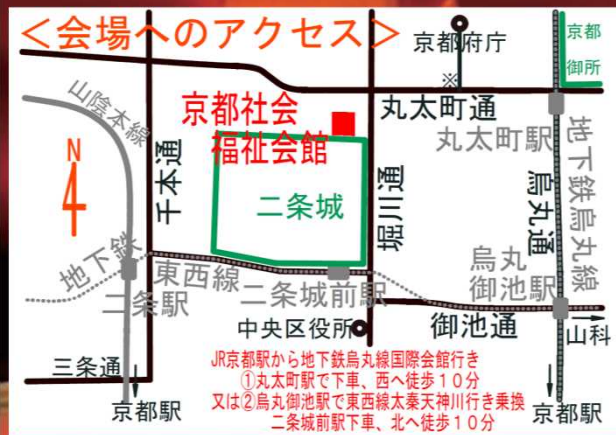 ＜会場へのアクセス＞
京都府庁
※
京都
御所
山陰本線
京都社会
福祉会館
丸太町通
丸太町駅
N
千本通
二条城
堀川通
烏丸通
地下鉄烏丸線
地下鉄
東西線
二条駅
二条城前駅
烏丸
御池駅
中央区役所
御池通
山科
三条通
京都駅
JR京都駅から地下鉄烏丸線国際会館行き
①丸太町駅で下車、西へ徒歩１０分
又は②烏丸御池駅で東西線太秦天神川行き乗換
二条城前駅下車、北へ徒歩１０分
京都駅